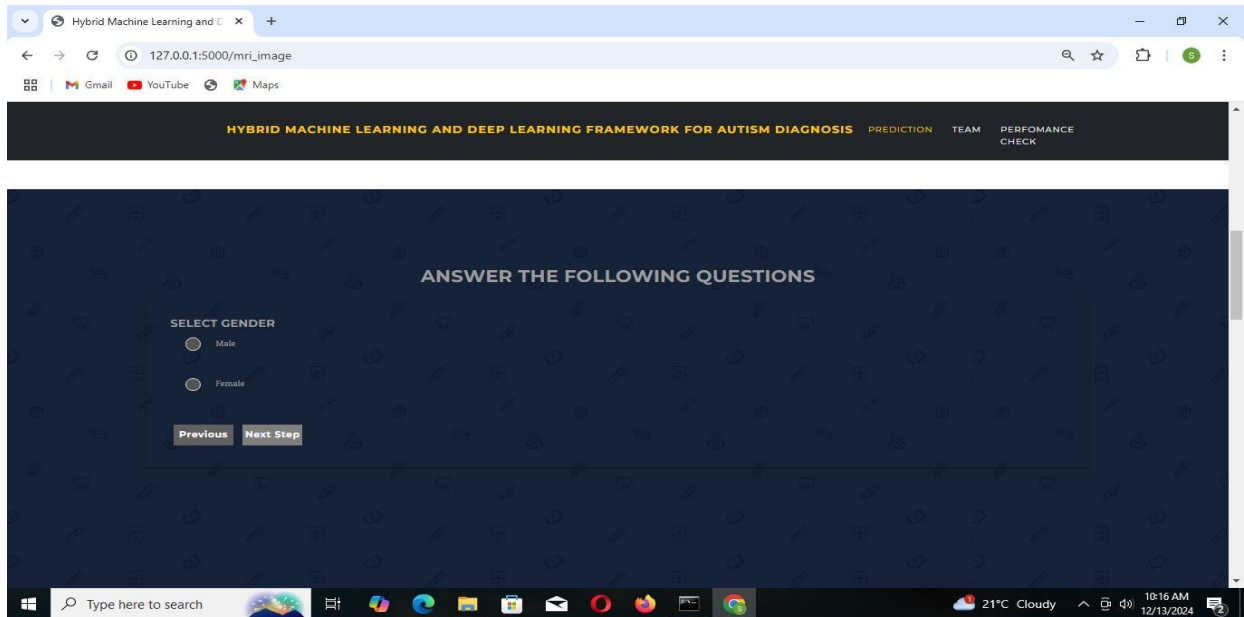 Hybrid Machine Learning and D
127.0.0.1:5000/mri_image
Gmail YouTube Maps
HYBRID MACHINE LEARNING AND DEEP LEARNING FRAMEWORK FOR AUTISM DIAGNOSIS PREDICTION TEAM PERFOMANCE
CHECK
ANSWER THE FOLLOWING QUESTIONS
SELECT GENDER
Male
Female
Previous Next Step
Type here to search 21°C Cloudy 10:16 AM
12/13/2024